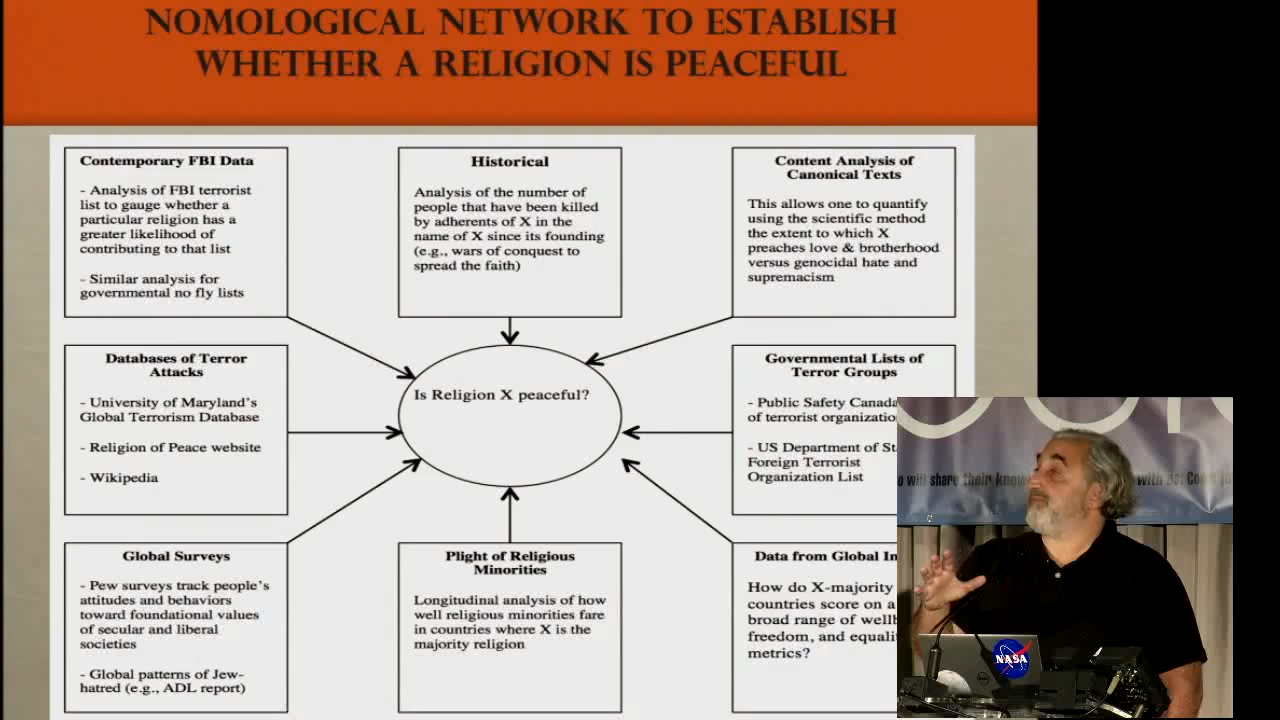 NOMOLOGICAL NETWORK TO ESTABLISH
WHETHER A RELIGION IS PEACEFUL
Contemporary FBI Data
- Analysis of FBI terrorist
list to gauge whether a
particular religion has a
greater likelihood of
contributing to that list
- Similar analysis for
governmental no fly lists
Historical
Analysis of the number of
people that have been killed
by adherents of X in the
name of X since its founding
(e.g., wars of conquest to
spread the faith)
Content Analysis of
Canonical Texts
This allows one to quantify
using the scientific method
the extent to which X
preaches love & brotherhood
versus genocidal hate and
supremacism
Databases of Terror
Attacks
- University of Maryland's
Global Terrorism Database
- Religion of Peace website
- Wikipedia
Is Religion X peaceful?
Governmental Lists of
Terror Groups
- Public Safety Canada
of terrorist
- US Department of
Foreign Terrorist
Organization List
Global Surveys
- Pew surveys track people's
attitudes and behaviors
toward foundational values
of secular and liberal
societies
- Global patterns of Jew-
hatred (e.g., ADL report)
Plight of Religious
Minorities
Longitudinal analysis of how
well religious minorities fare
in countries where X is the
majority religion
Data from Global
How do X-majority
countries score on a
broad range of
freedom, and
metrics?
will share their
with
NASA
DELL